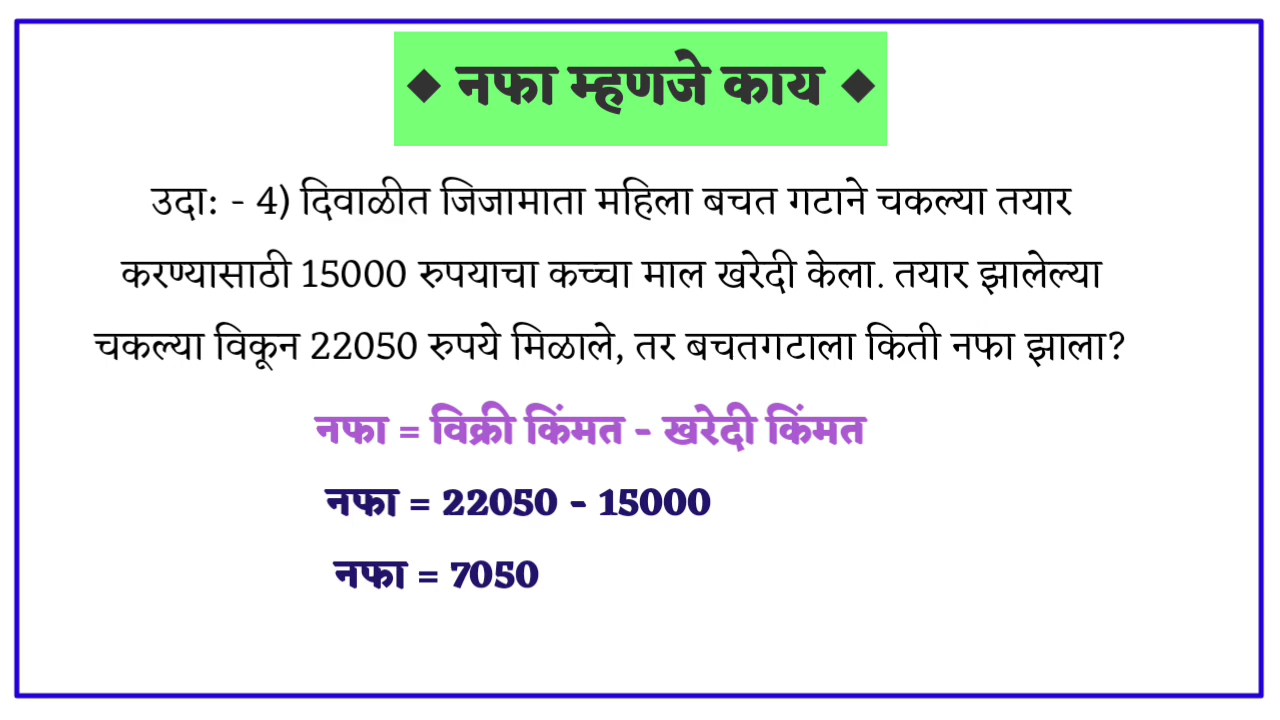 ◆ नफा म्हणजे काय ◆
उदाः - 4) दिवाळीत जिजामाता महिला बचत गटाने चकल्या तयार
करण्यासाठी 15000 रुपयाचा कच्चा माल खरेदी केला. तयार झालेल्या
चकल्या विकून 22050 रुपये मिळाले, तर बचतगटाला किती नफा झाला?
नफा = विक्री किंमत - खरेदी किंमत
नफा = 22050 - 15000
नफा = 7050